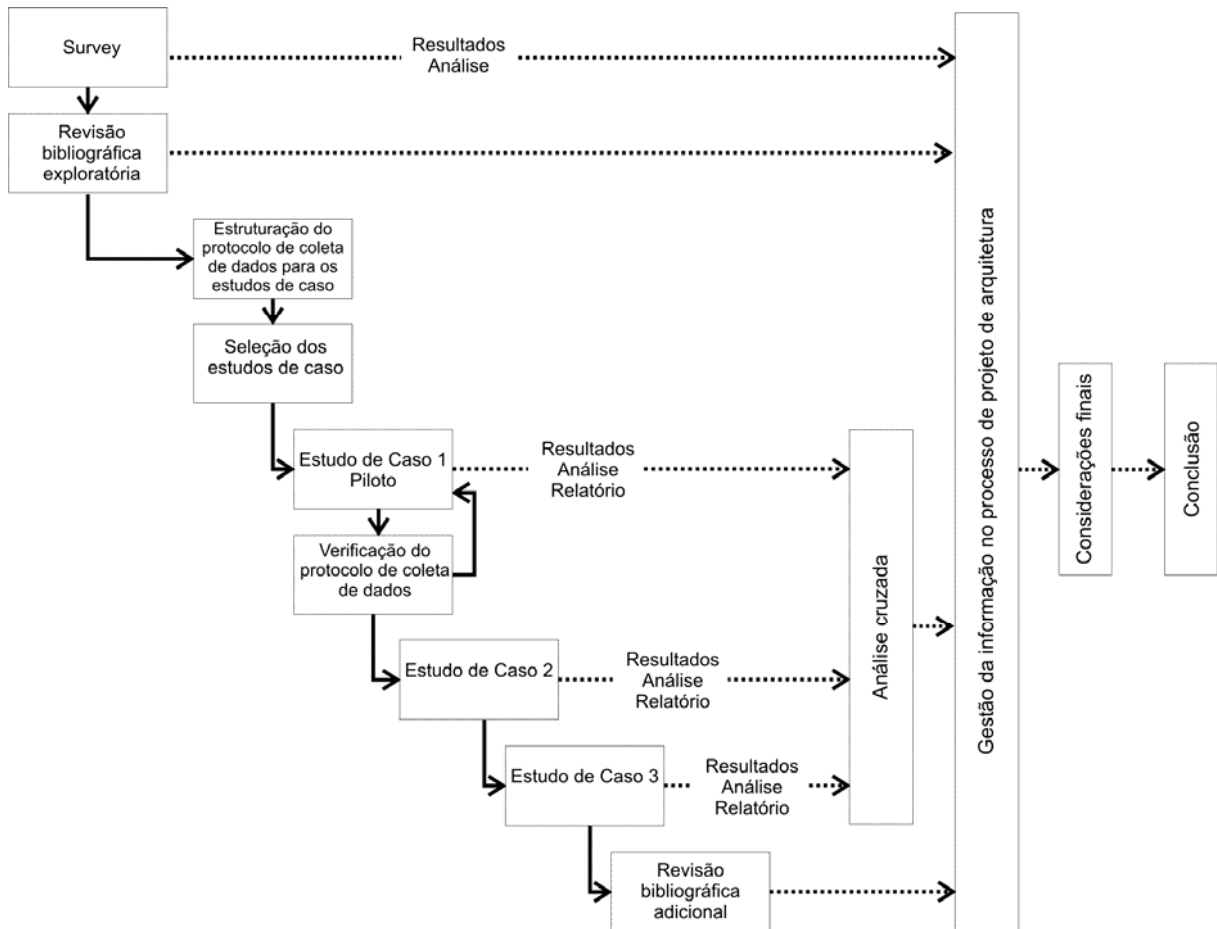 Survey
Resultados
Análise
Revisão
bibliográfica
exploratória
Estruturação do
protocolo de coleta
de dados para os
estudos de caso
Seleção dos
estudos de caso
Estudo de Caso 1
Piloto
Resultados
Análise
Relatório
Verificação do
protocolo de coleta
de dados
Estudo de Caso 2
Resultados
Análise
Relatório
Estudo de Caso 3
Resultados
Análise
Relatório
Revisão
bibliográfica
adicional
Análise cruzada
Gestão da informação no processo de projeto de arquitetura
Considerações finais
Conclusão